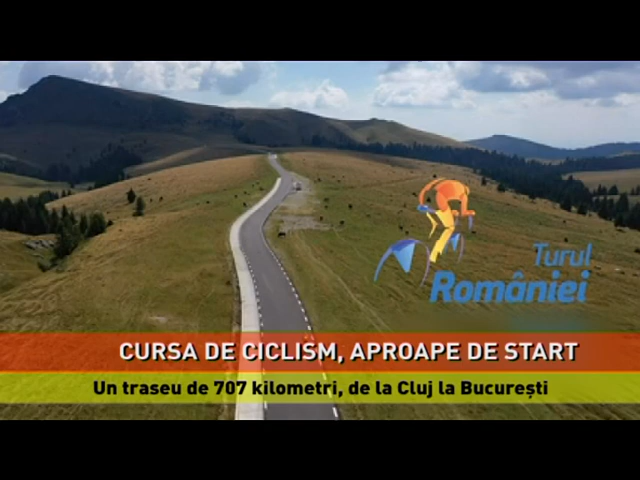 Turul
României
CURSA DE CICLISM, APROAPE DE START
Un traseu de 707 kilometri, de la Cluj la București